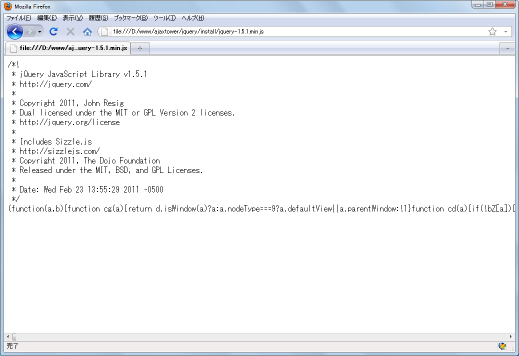 Mozilla Firefox
ファイル(F) 編集(E) 表示(V) 履歴(S) ブックマーク(B) ツール(T) ヘルプ(H)
file:///D:/www/ajaxtower/jquery/install/jquery-1.5.1.min.js
file:///D:/www/aj...uery-1.5.1.min.js
/*!
* jQuery JavaScript Library v1.5.1
* http://jquery.com/
*
* Copyright 2011, John Resig
* Dual licensed under the MIT or GPL Version 2 licenses.
* http://jquery.org/license
*
* Includes Sizzle.js
* http://sizzlejs.com/
* Copyright 2011, The Dojo Foundation
* Released under the MIT, BSD, and GPL Licenses.
*
* Date: Wed Feb 23 13:55:29 2011 -0500
*/
(function(a,b){function cg(a){return d.isWindow(a)?a:a.nodeType===9?a.defaultView||a.parentWindow:!1}function cd(a){if(!bZ[a]){
完了